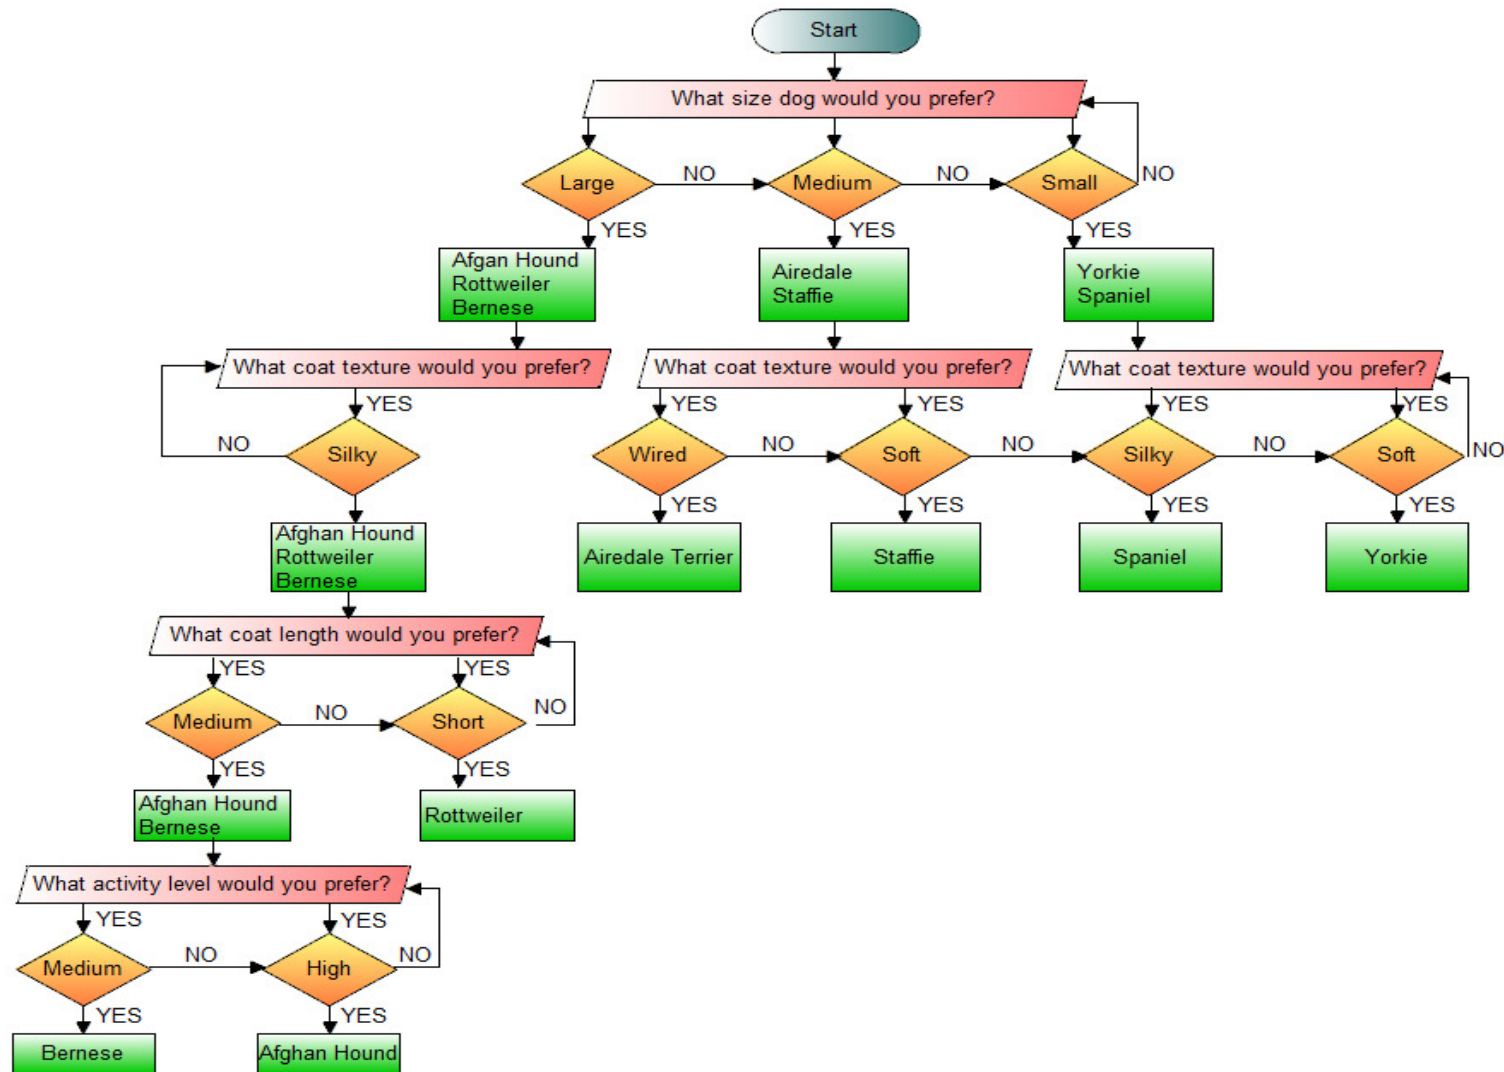 Start
What size dog would you prefer?
Large
NO
Medium
NO
Small
NO
YES
YES
YES
Afgan Hound
Rottweiler
Bernese
Airedale
Staffie
Yorkie
Spaniel
What coat texture would you prefer?
What coat texture would you prefer?
What coat texture would you prefer?
YES
YES
YES
YES
YES
NO
Silky
Wired
NO
Soft
NO
Silky
NO
Soft
NO
YES
YES
YES
YES
YES
Afghan Hound
Rottweiler
Bernese
Airedale Terrier
Staffie
Spaniel
Yorkie
What coat length would you prefer?
YES
YES
Medium
NO
Short
NO
YES
YES
Afghan Hound
Bernese
Rottweiler
What activity level would you prefer?
YES
YES
Medium
NO
High
NO
YES
YES
Bernese
Afghan Hound